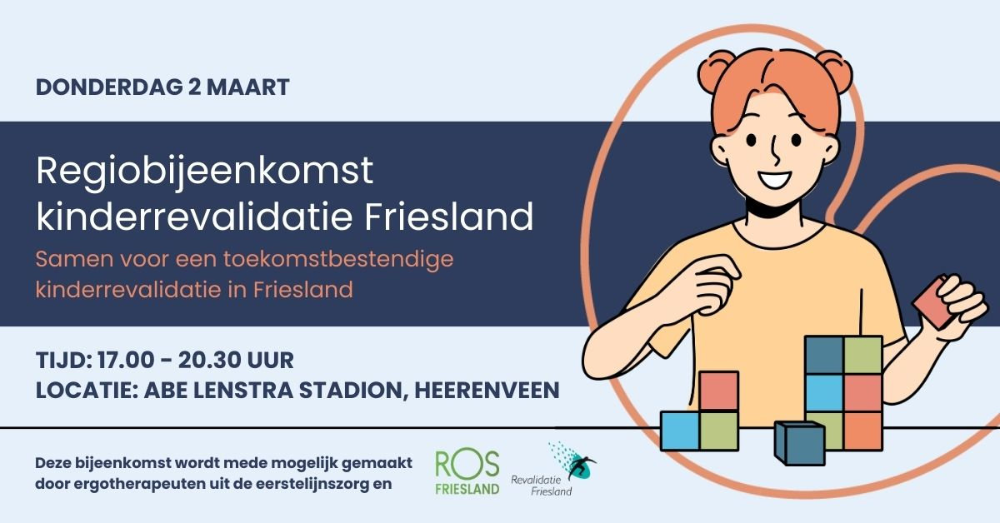 DONDERDAG 2 MAART
Regiobijeenkomst
kinderrevalidatie Friesland
Samen voor een toekomstbestendige
kinderrevalidatie in Friesland
TIJD: 17.00 - 20.30 UUR
LOCATIE: ABE LENSTRA STADION, HEERENVEEN
Deze bijeenkomst wordt mede mogelijk gemaakt
door ergotherapeuten uit de eerstelijnszorg en
ROS
FRIESLAND
Revalidatie
Friesland